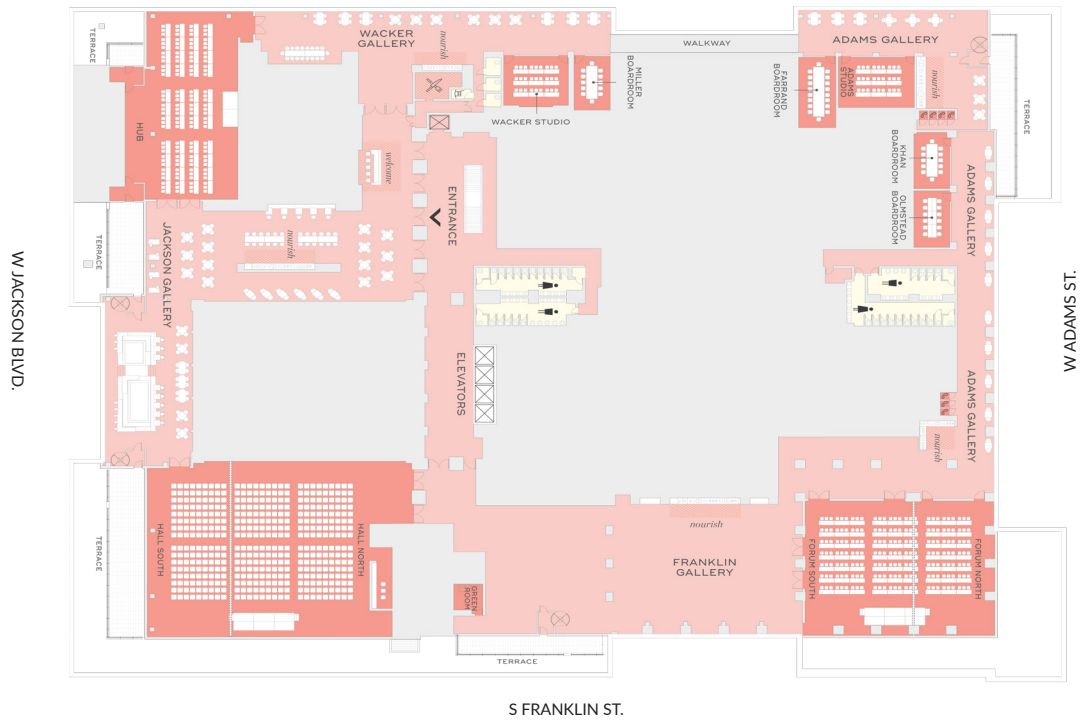 TERRACE
WACKER
GALLERY
nourish
WALKWAY
ADAMS GALLERY
MILLER
BOARDROOM
FARRAND
BOARDROOM
ADAMS
STUDIO
nourish
TERRACE
HUB
WACKER STUDIO
welcome
KHAN
BOARDROOM
ADAMS GALLERY
OLMSTEAD
BOARDROOM
ENTRANCE
TERRACE
JACKSON GALLERY
nourish
W JACKSON BLVD.
W ADAMS ST.
ELEVATORS
ADAMS GALLERY
nourish
TERRACE
HALL SOUTH
HALL NORTH
nourish
FRANKLIN
GALLERY
FORUM SOUTH
FORUM NORTH
GREEN
ROOM
TERRACE
S FRANKLIN ST.